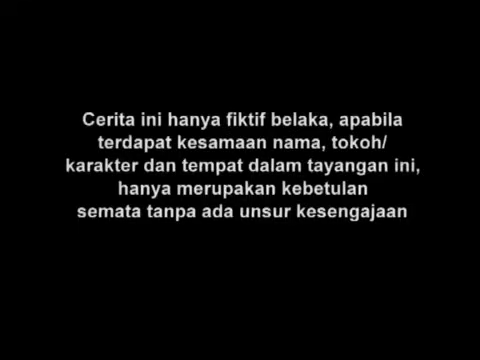 Cerita ini hanya fiktif belaka, apabila
terdapat kesamaan nama, tokoh/
karakter dan tempat dalam tayangan ini,
hanya merupakan kebetulan
semata tanpa ada unsur kesengajaan